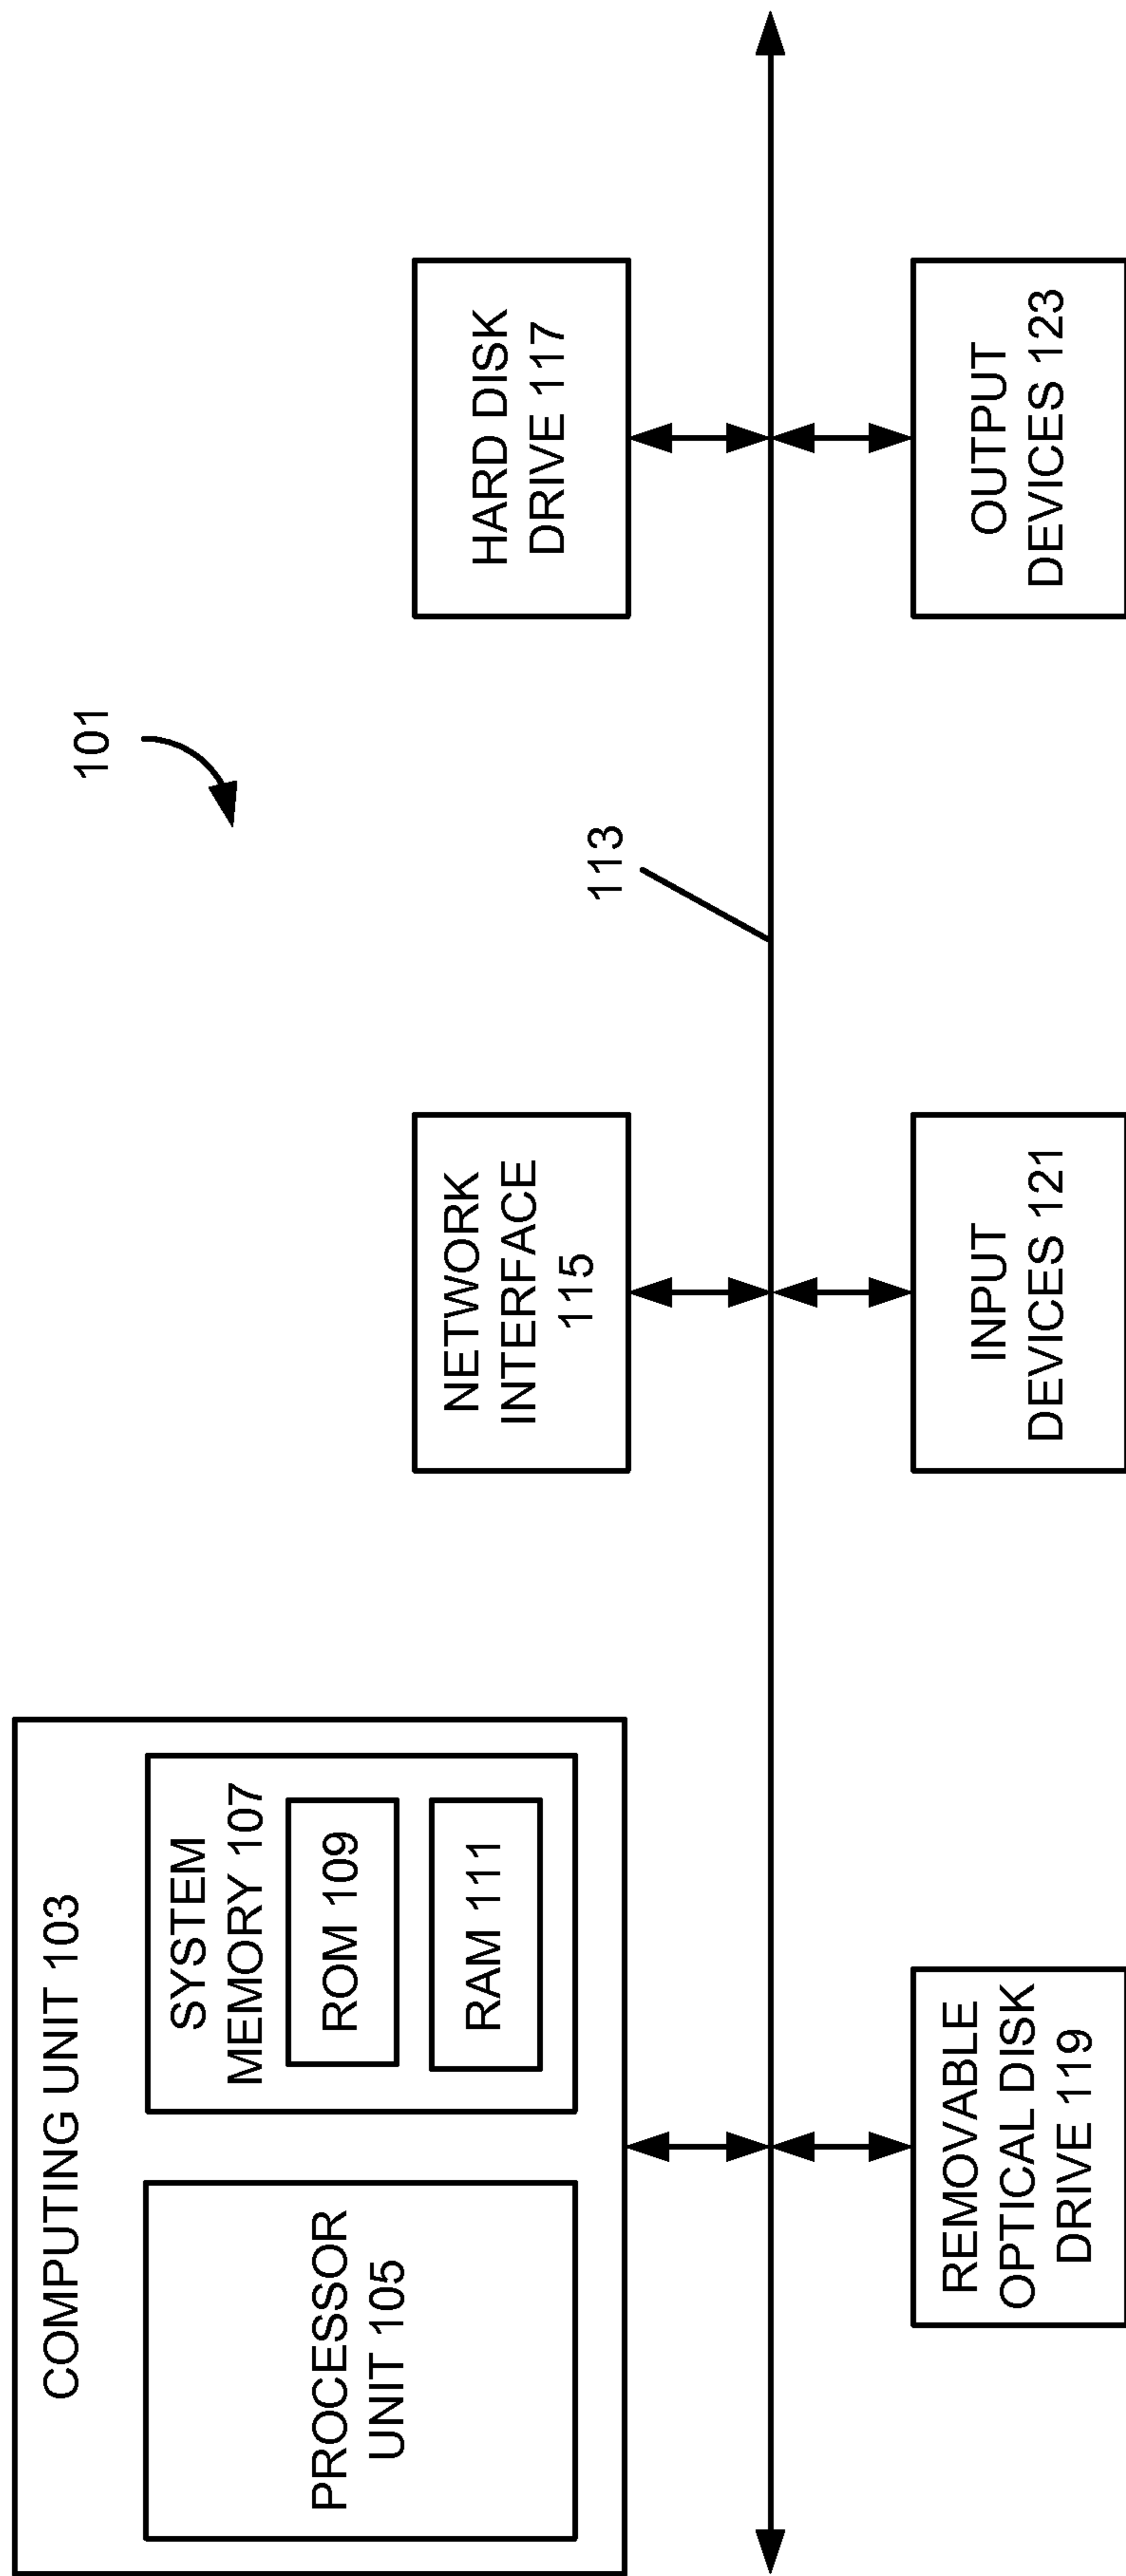 101
COMPUTING UNIT 103
PROCESSOR
UNIT 105
SYSTEM
MEMORY 107
ROM 109
RAM 111
NETWORK
INTERFACE
115
HARD DISK
DRIVE 117
113
REMOVABLE
OPTICAL DISK
DRIVE 119
INPUT
DEVICES 121
OUTPUT
DEVICES 123